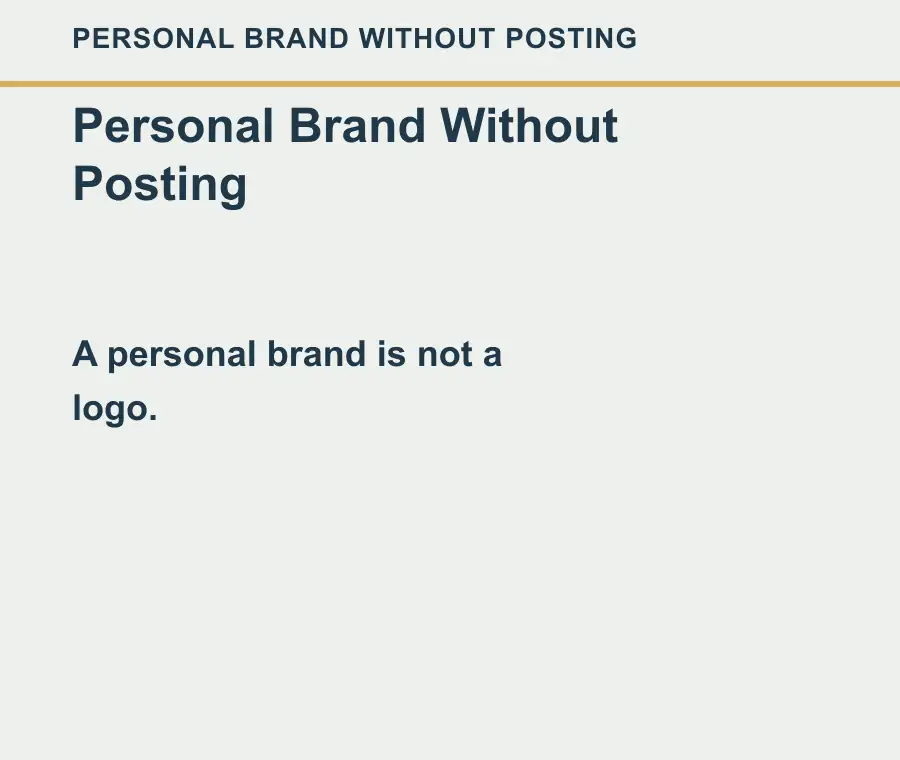 PERSONAL BRAND WITHOUT POSTING
Personal Brand Without
Posting
A personal brand is not a
logo.